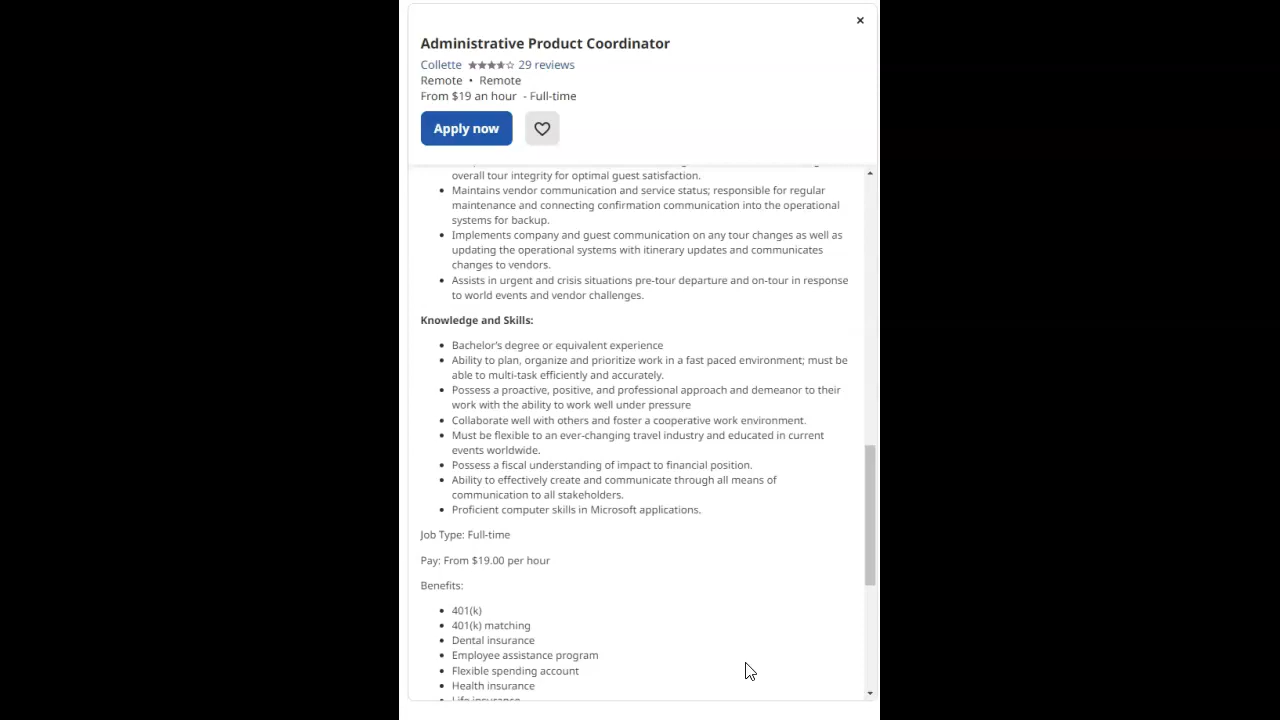 Administrative Product Coordinator
Collette ★★★★☆ 29 reviews
Remote • Remote
From $19 an hour - Full-time
Apply now
overall tour integrity for optimal guest satisfaction.
• Maintains vendor communication and service status; responsible for regular
maintenance and connecting confirmation communication into the operational
systems for backup.
• Implements company and guest communication on any tour changes as well as
updating the operational systems with itinerary updates and communicates
changes to vendors.
• Assists in urgent and crisis situations pre-tour departure and on-tour in response
to world events and vendor challenges.
Knowledge and Skills:
• Bachelor's degree or equivalent experience
• Ability to plan, organize and prioritize work in a fast paced environment; must be
able to multi-task efficiently and accurately.
• Possess a proactive, positive, and professional approach and demeanor to their
work with the ability to work well under pressure
• Collaborate well with others and foster a cooperative work environment.
• Must be flexible to an ever-changing travel industry and educated in current
events worldwide.
• Possess a fiscal understanding of impact to financial position.
• Ability to effectively create and communicate through all means of
communication to all stakeholders.
• Proficient computer skills in Microsoft applications.
Job Type: Full-time
Pay: From $19.00 per hour
Benefits:
• 401(k)
• 401(k) matching
• Dental insurance
• Employee assistance program
• Flexible spending account
• Health insurance
• Life insurance